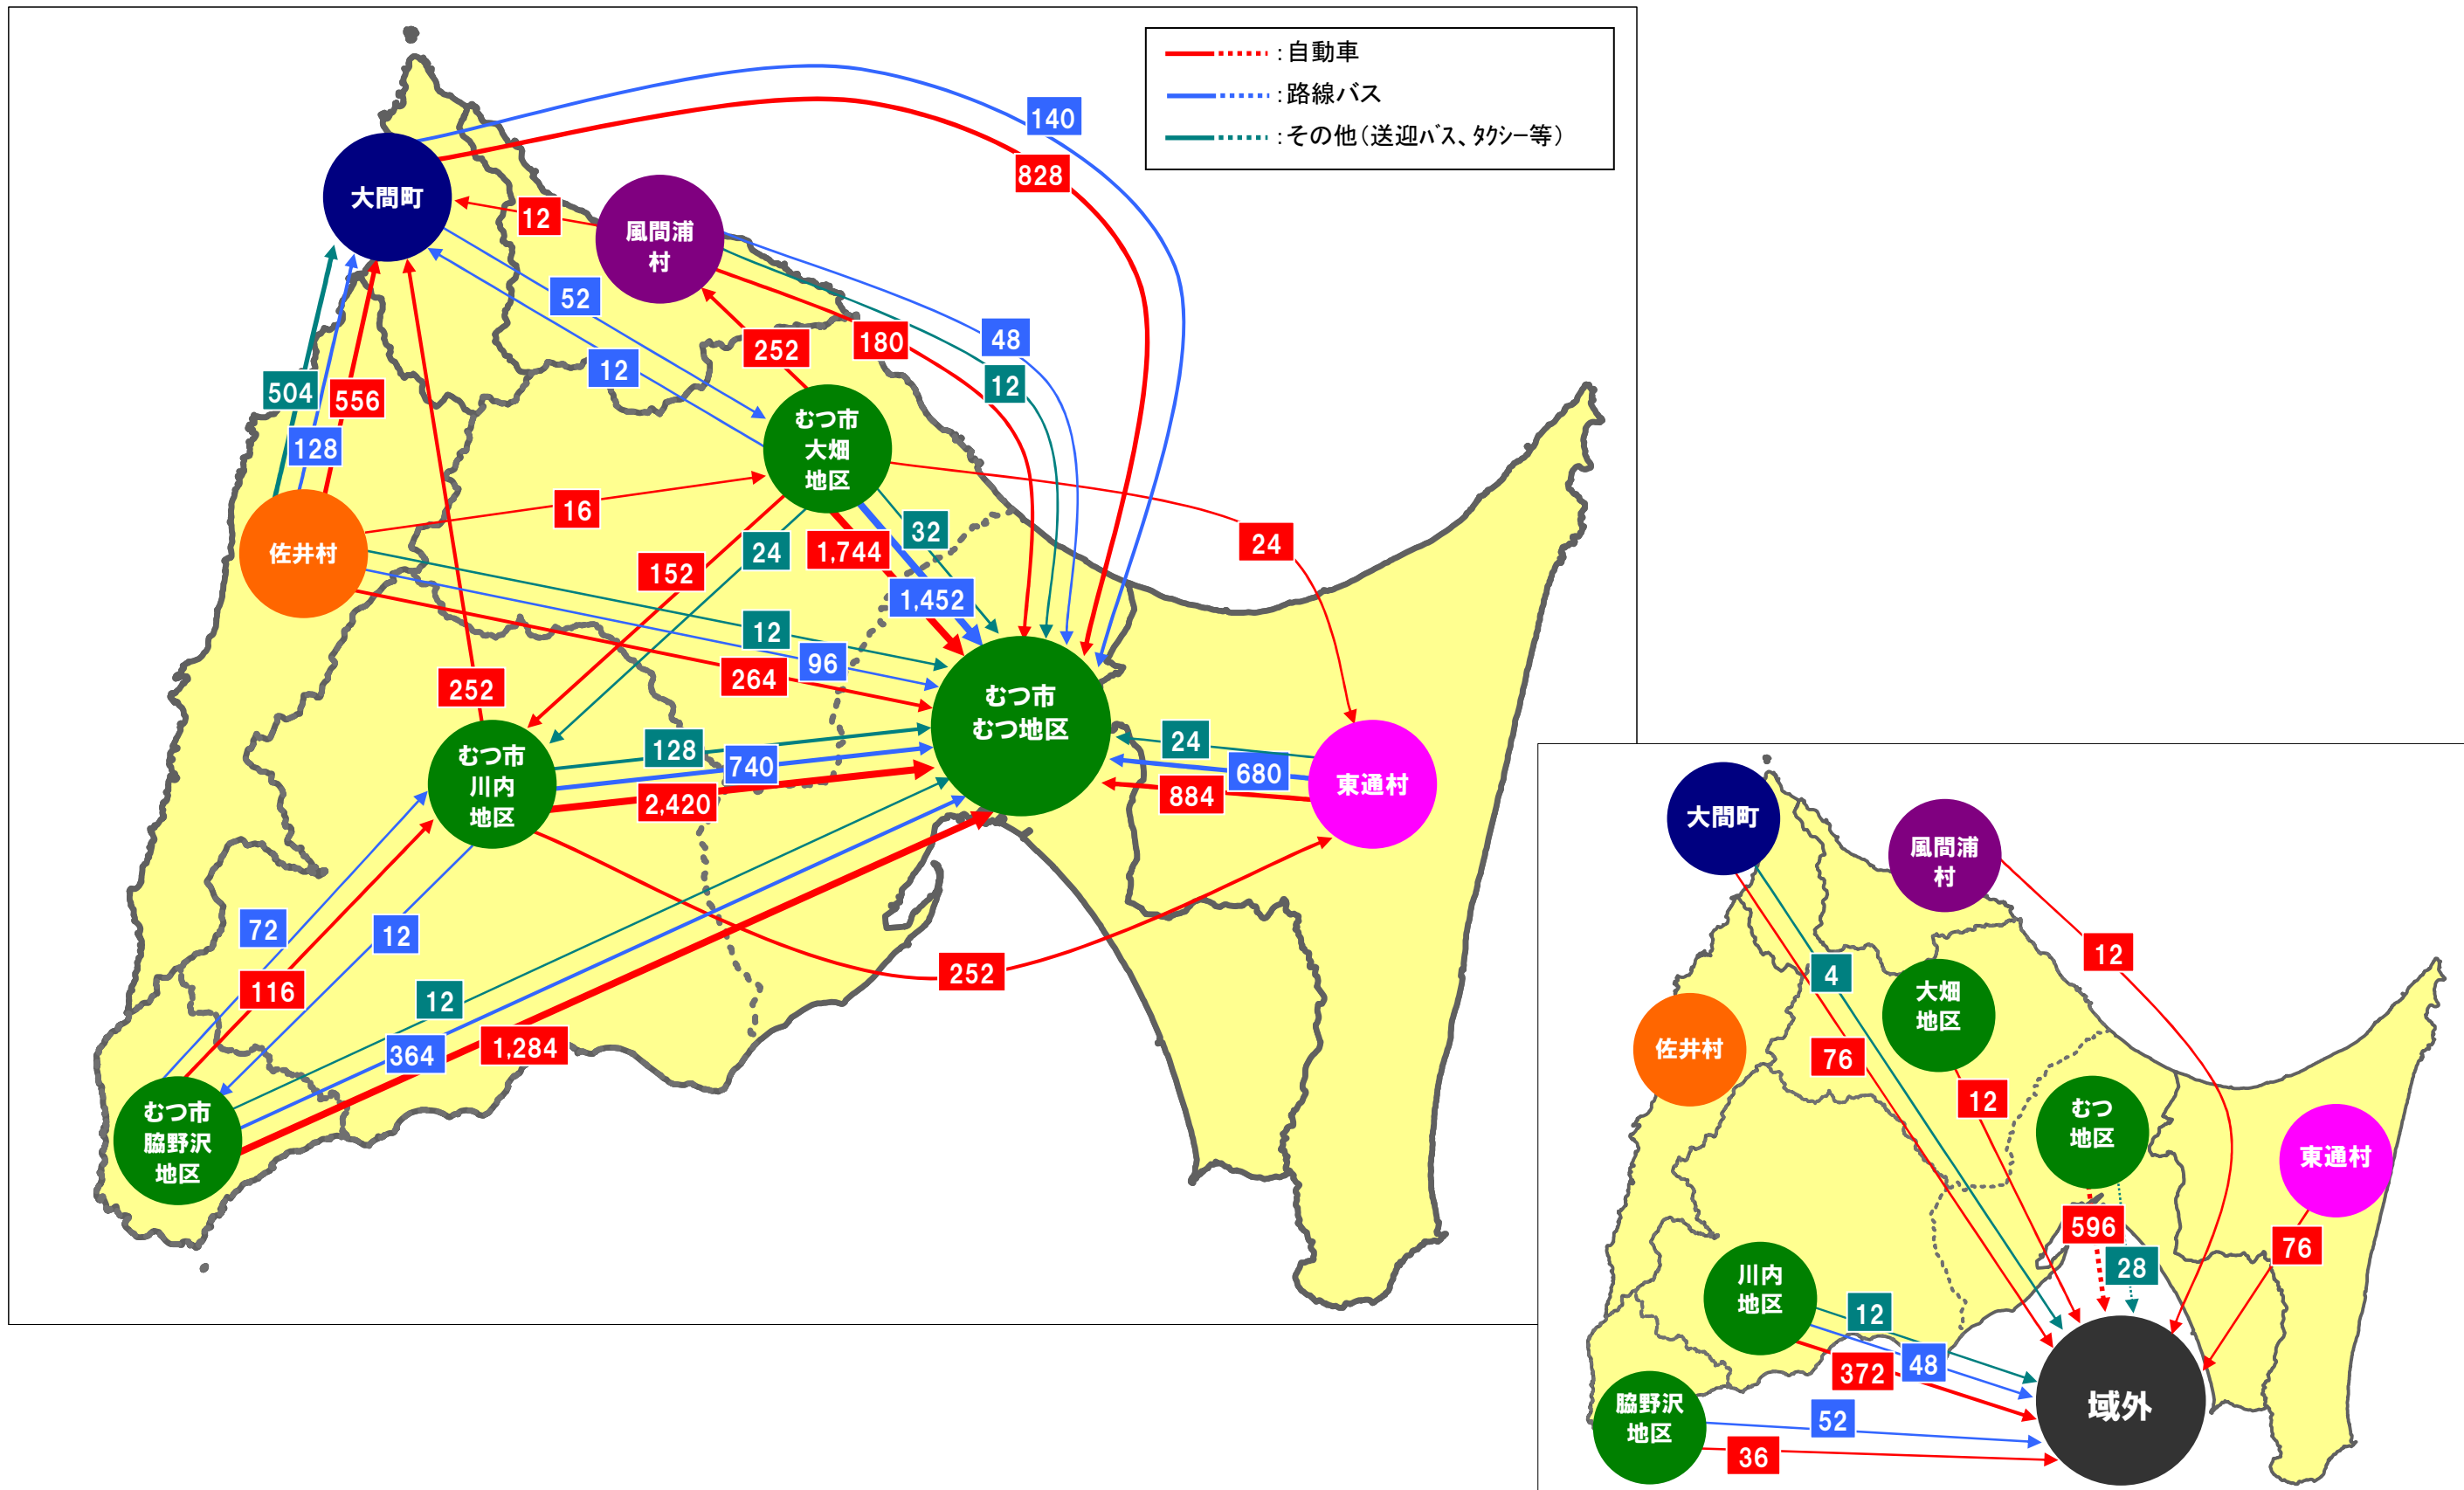 :自動車
:路線バス
:その他(送迎バス、タクシー等)
140
828
大間町
風間浦
村
12
52
12
252
180
48
12
504
556
128
むつ市
大畑
地区
16
佐井村
152
24
1,744
32
1,452
24
12
96
264
252
むつ市
むつ地区
むつ市
川内
地区
128
740
2,420
24
680
884
東通村
72
12
116
252
12
364
1,284
むつ市
脇野沢
地区
大間町
風間浦
村
12
4
大畑
地区
佐井村
76
12
むつ
地区
東通村
596
28
76
川内
地区
12
48
372
脇野沢
地区
52
36
域外